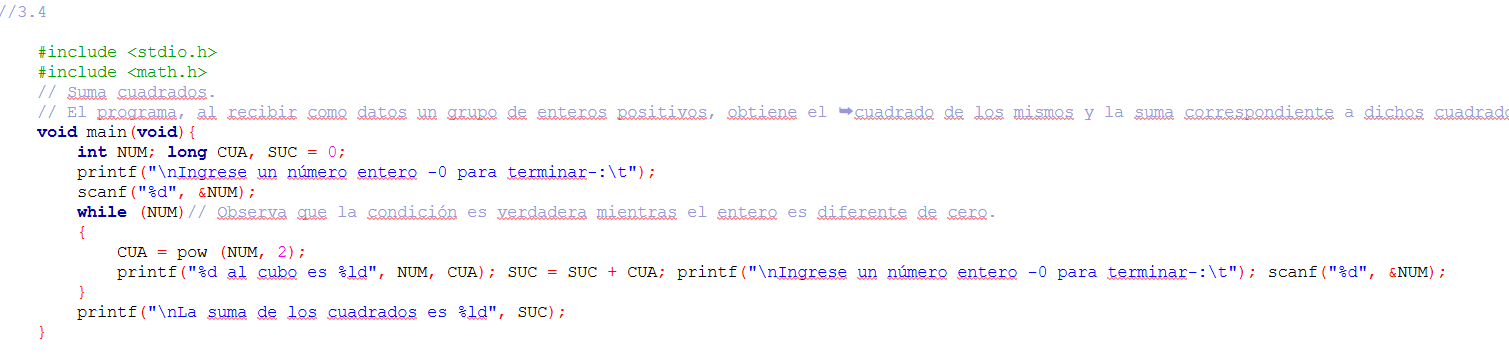 //3.4
#include <stdio.h>
#include <math.h>
// Suma cuadrados.
// El programa, al recibir como datos un grupo de enteros positivos, obtiene el ➥cuadrado de los mismos y la suma correspondiente a dichos cuadrado
void main(void){
int NUM; long CUA, SUC = 0;
printf("\nIngrese un número entero -0 para terminar-:\t");
scanf("%d", &NUM);
while (NUM)// Observa que la condición es verdadera mientras el entero es diferente de cero.
{
CUA = pow (NUM, 2);
printf("%d al cubo es %ld", NUM, CUA); SUC = SUC + CUA; printf("\nIngrese un número entero -0 para terminar-:\t"); scanf("%d", &NUM);
}
printf("\nLa suma de los cuadrados es %ld", SUC);
}